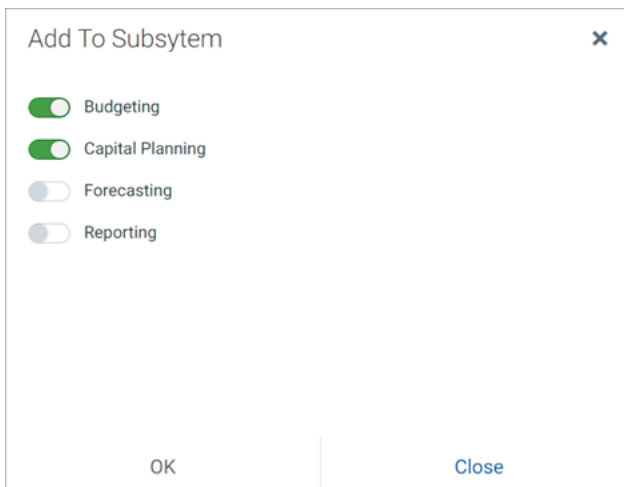 Add To Subsytem
Budgeting
Capital Planning
Forecasting
Reporting
OK
Close